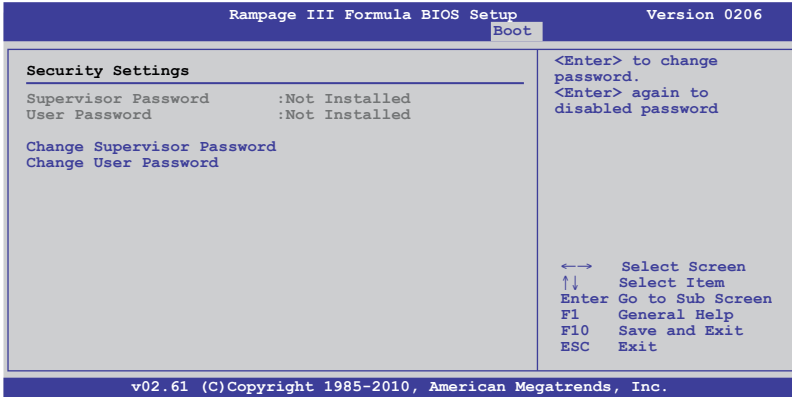 Rampage III Formula BIOS Setup Version 0206
Boot
Security Settings
Supervisor Password :Not Installed
User Password :Not Installed
Change Supervisor Password
Change User Password
<Enter> to change
password.
<Enter> again to
disabled password
←→ Select Screen
↑↓ Select Item
Enter Go to Sub Screen
F1 General Help
F10 Save and Exit
ESC Exit
v02.61 (C)Copyright 1985-2010, American Megatrends, Inc.